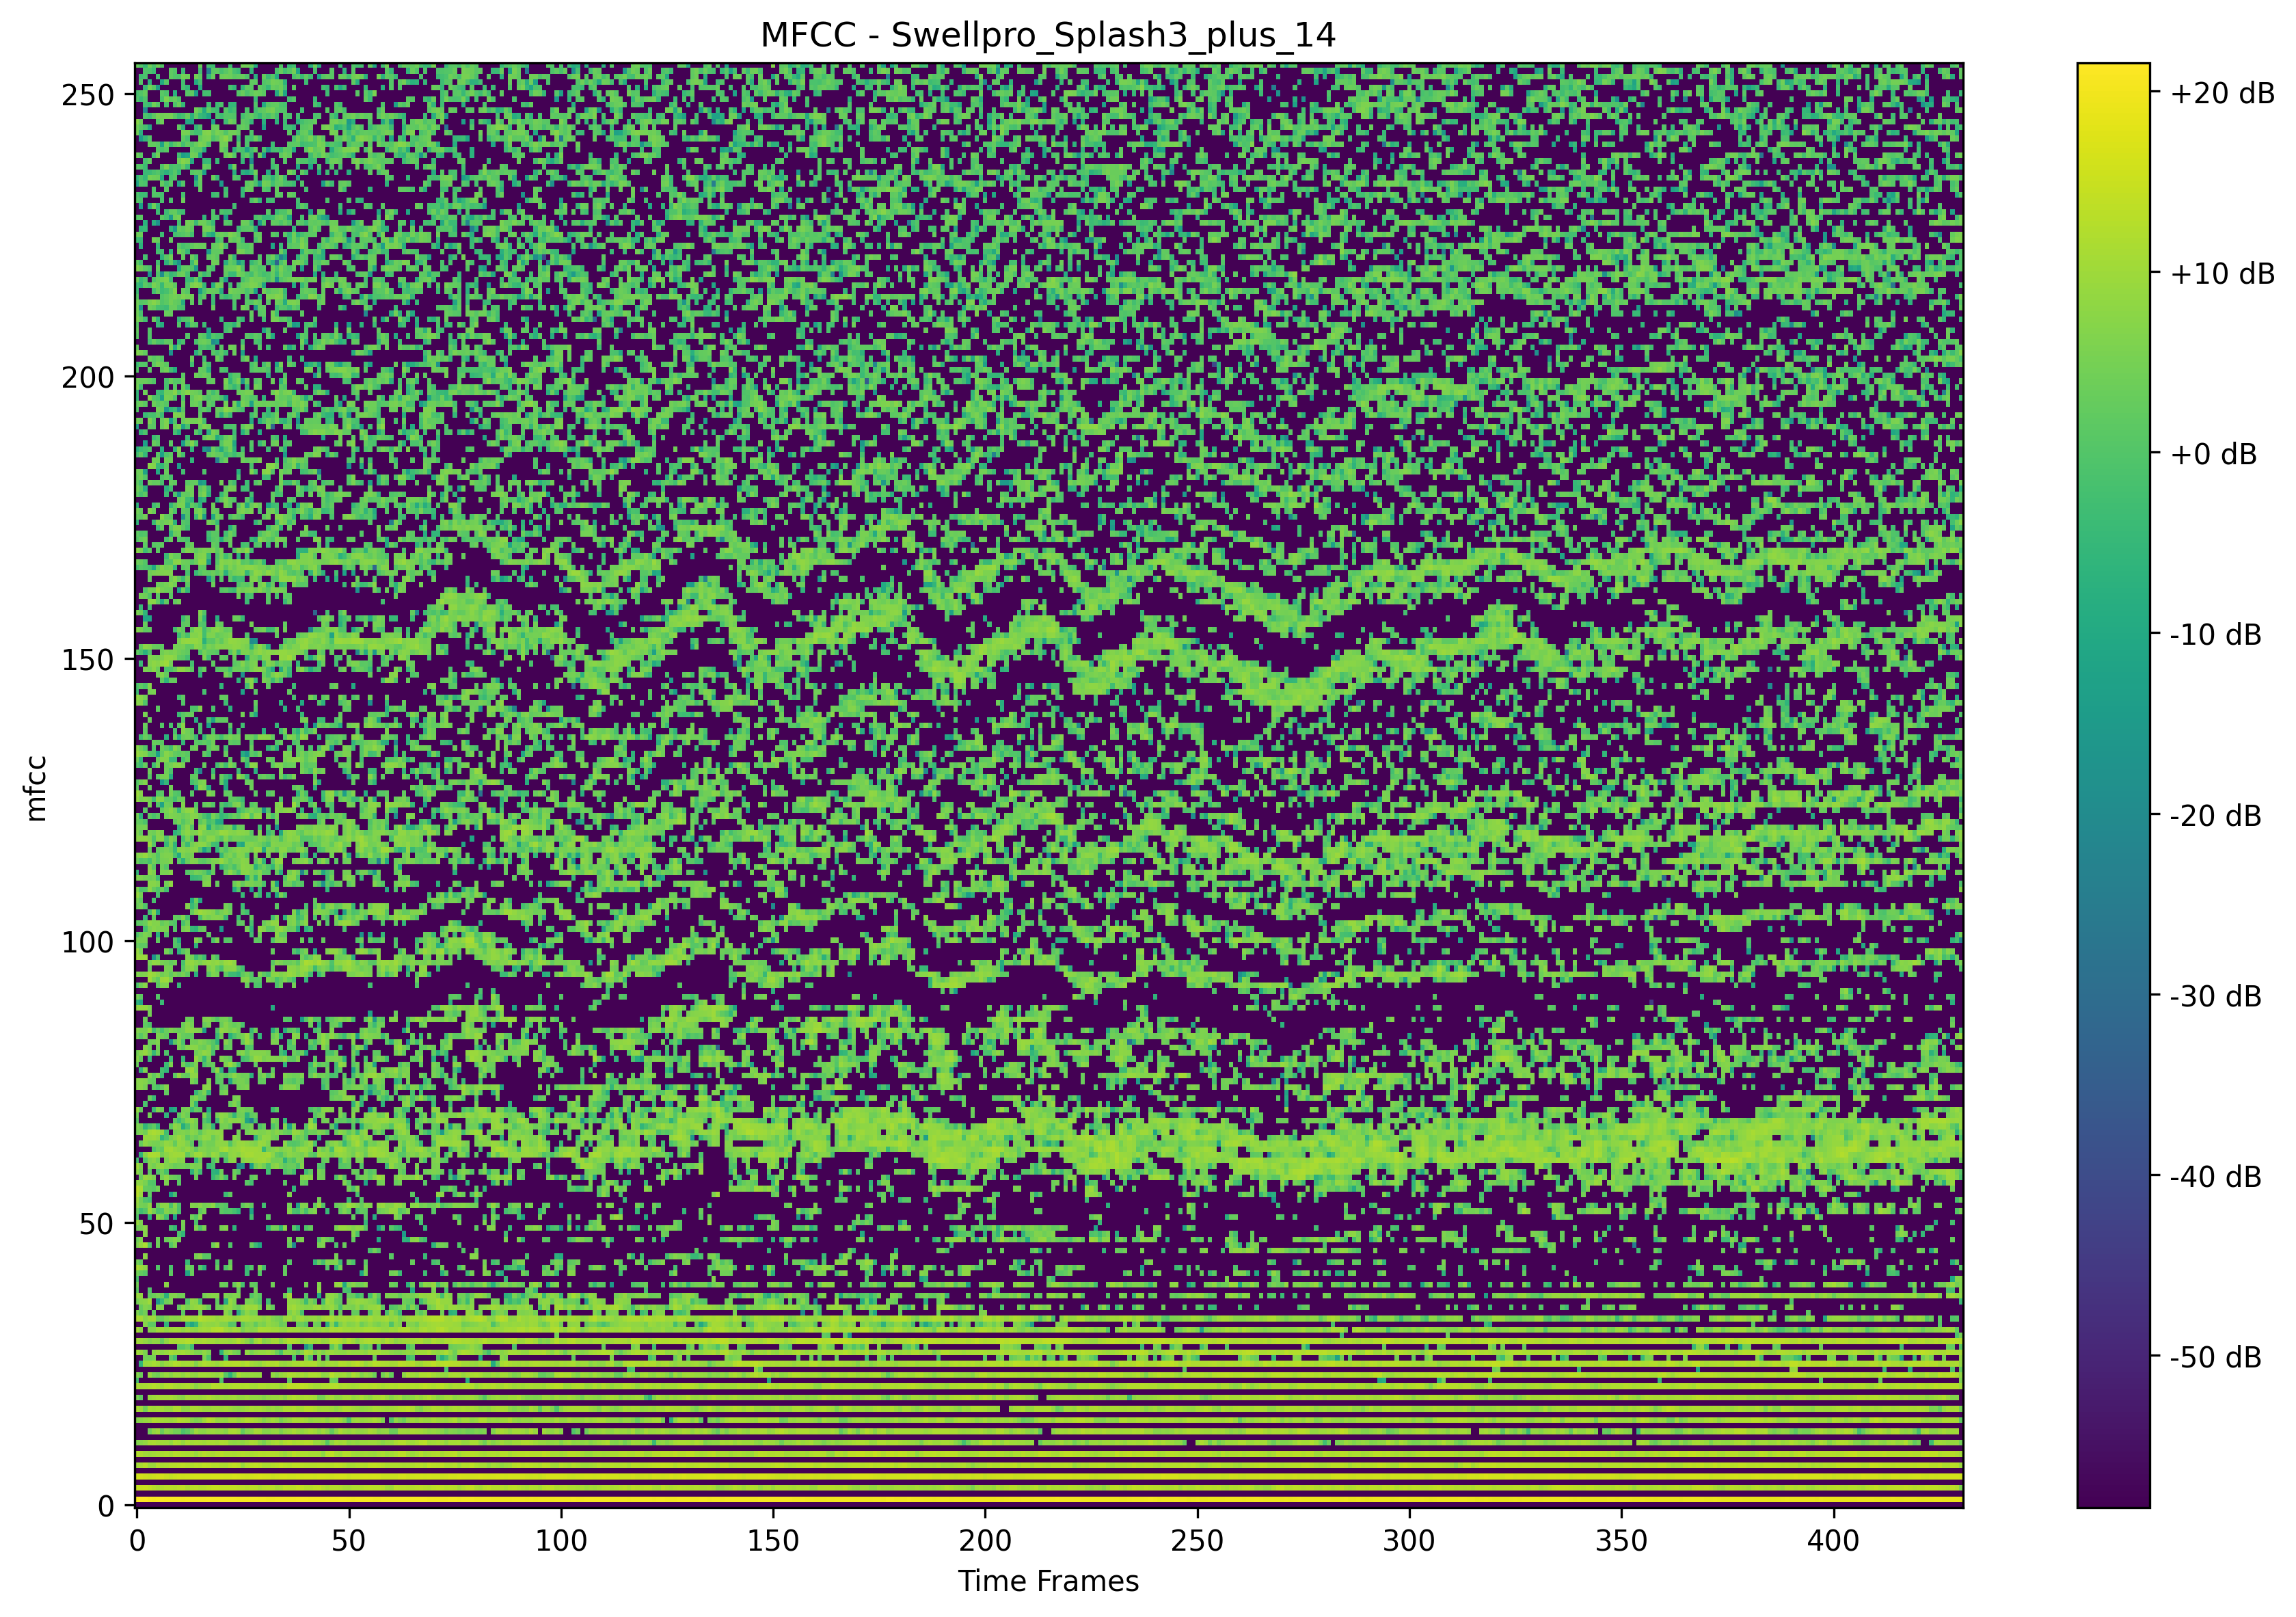 MFCC - Swellpro_Splash3_plus_14
250
200
150
100
50
0
mfcc
0 50 100 150 200 250 300 350 400
Time Frames
+20 dB
+10 dB
+0 dB
-10 dB
-20 dB
-30 dB
-40 dB
-50 dB